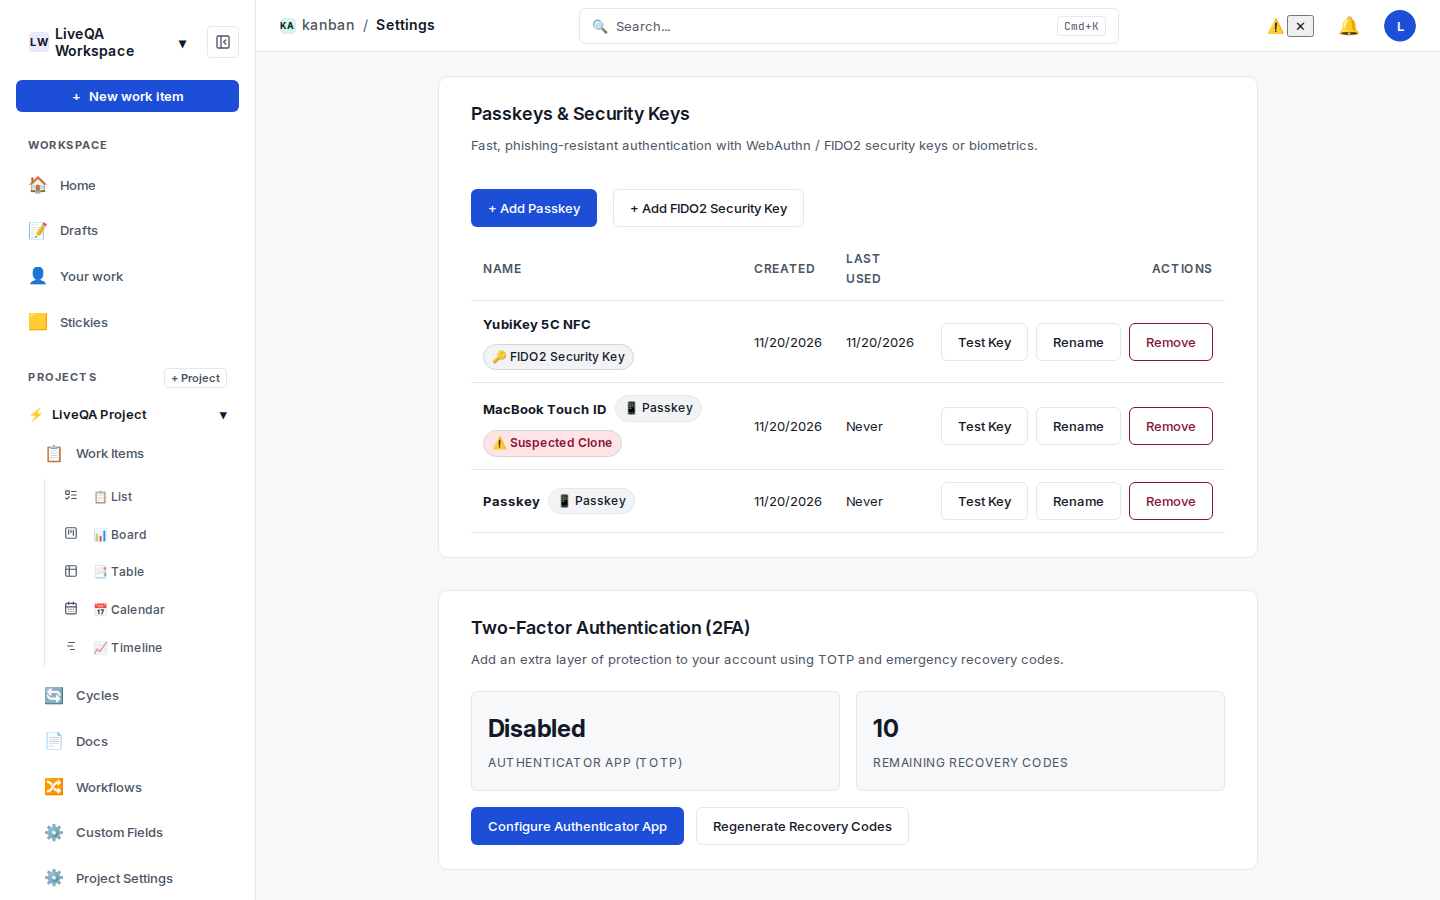 LW LiveQA Workspace ▼
+ New work item
WORKSPACE
🏠 Home
📝 Drafts
👤 Your work
🟨 Stickies
PROJECTS + Project
⚡ LiveQA Project ▼
📋 Work Items
📋 List
📊 Board
📑 Table
📅 Calendar
📈 Timeline
🔄 Cycles
📄 Docs
🔀 Workflows
⚙️ Custom Fields
⚙️ Project Settings
KA kanban / Settings
🔍 Search... Cmd+K
⚠️ ✕ 🔔 L
Passkeys & Security Keys
Fast, phishing-resistant authentication with WebAuthn / FIDO2 security keys or biometrics.
+ Add Passkey + Add FIDO2 Security Key
NAME CREATED LAST USED ACTIONS
YubiKey 5C NFC
🔑 FIDO2 Security Key
11/20/2026 11/20/2026 Test Key Rename Remove
MacBook Touch ID 📱 Passkey
⚠️ Suspected Clone
11/20/2026 Never Test Key Rename Remove
Passkey 📱 Passkey 11/20/2026 Never Test Key Rename Remove
Two-Factor Authentication (2FA)
Add an extra layer of protection to your account using TOTP and emergency recovery codes.
Disabled
AUTHENTICATOR APP (TOTP)
10
REMAINING RECOVERY CODES
Configure Authenticator App Regenerate Recovery Codes